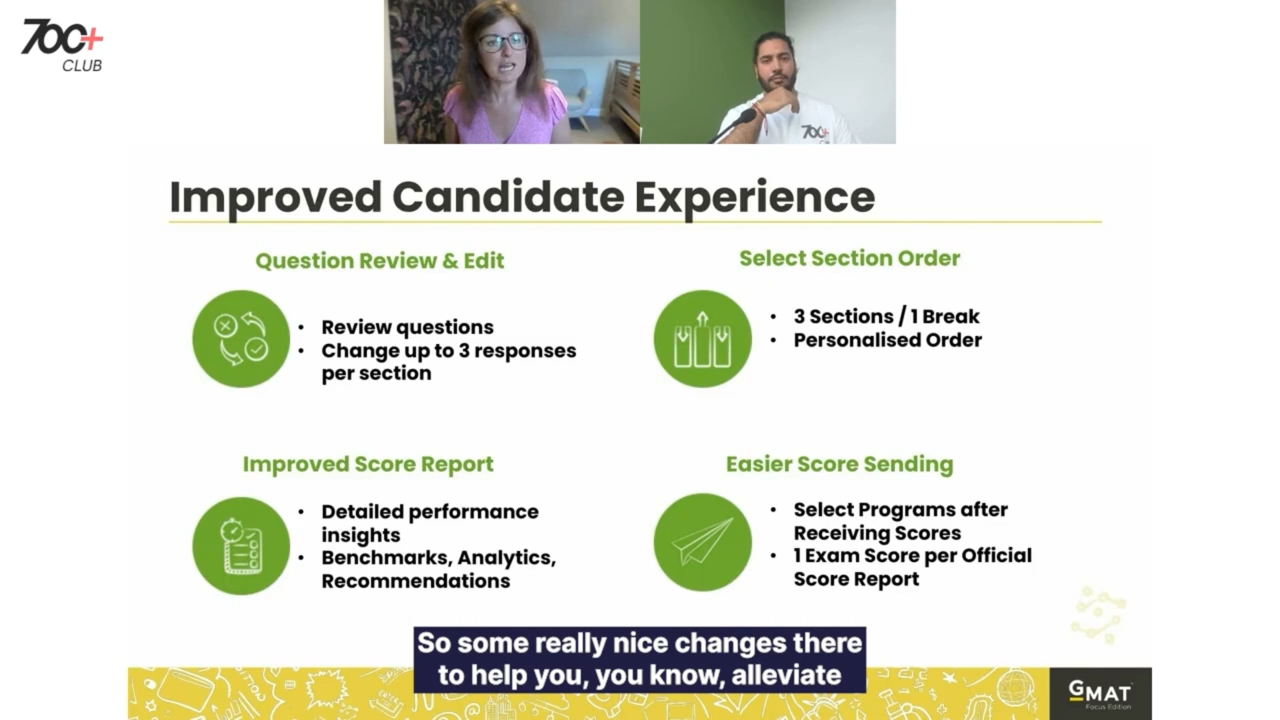 700+
CLUB
700+
Improved Candidate Experience
Question Review & Edit
• Review questions
• Change up to 3 responses
per section
Select Section Order
• 3 Sections / 1 Break
• Personalised Order
Improved Score Report
• Detailed performance
insights
• Benchmarks, Analytics,
Recommendations
Easier Score Sending
• Select Programs after
Receiving Scores
• 1 Exam Score per Official
Score Report
So some really nice changes there
to help you, you know, alleviate
GMAT™
Focus Edition